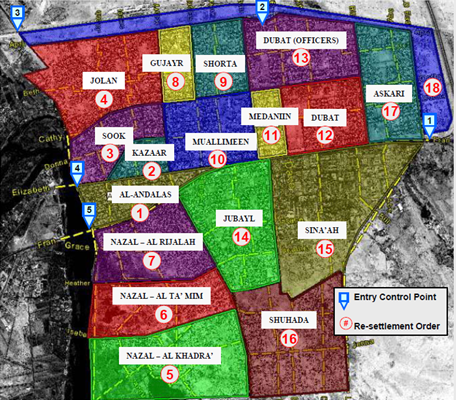 3
2
GUJAYR
8
SHORTA
9
DUBAT (OFFICERS)
13
JOLAN
4
ASKARI
17
18
MEDANIIN
11
DUBAT
12
1
Cathy
SOOK
3
MUALLIMEEN
10
KAZAAR
2
Donna
4
Elizabeth
AL-ANDALAS
1
5
Fran
Grace
JUBAYL
14
SINA'AH
15
NAZAL – AL RIJALAH
7
Heather
NAZAL – AL TA' MIM
6
Entry Control Point
# Re-settlement Order
SHUHADA
16
NAZAL – AL KHADRA'
5